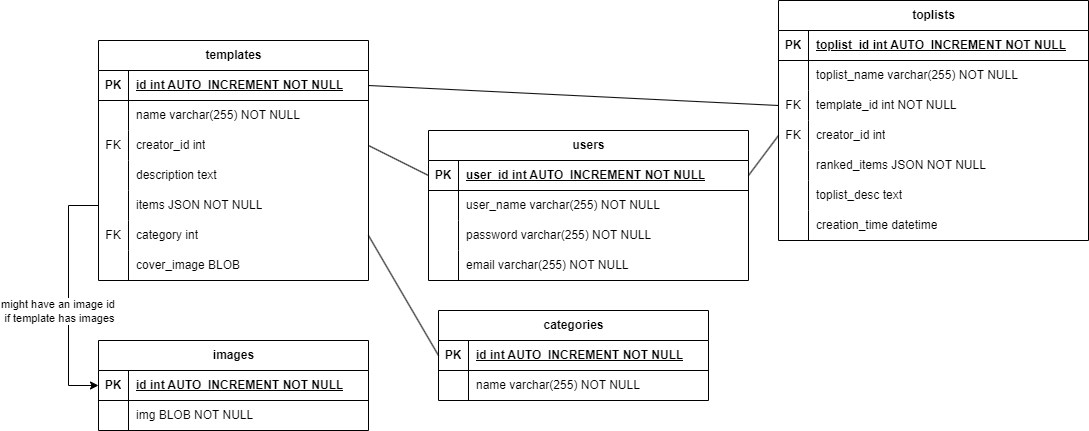 toplists
PK toplist_id int AUTO_INCREMENT NOT NULL
toplist_name varchar(255) NOT NULL
FK template_id int NOT NULL
FK creator_id int
ranked_items JSON NOT NULL
toplist_desc text
creation_time datetime
templates
PK id int AUTO_INCREMENT NOT NULL
name varchar(255) NOT NULL
FK creator_id int
description text
items JSON NOT NULL
FK category int
cover_image BLOB
users
PK user_id int AUTO_INCREMENT NOT NULL
user_name varchar(255) NOT NULL
password varchar(255) NOT NULL
email varchar(255) NOT NULL
might have an image id
if template has images
categories
PK id int AUTO_INCREMENT NOT NULL
name varchar(255) NOT NULL
images
PK id int AUTO_INCREMENT NOT NULL
img BLOB NOT NULL